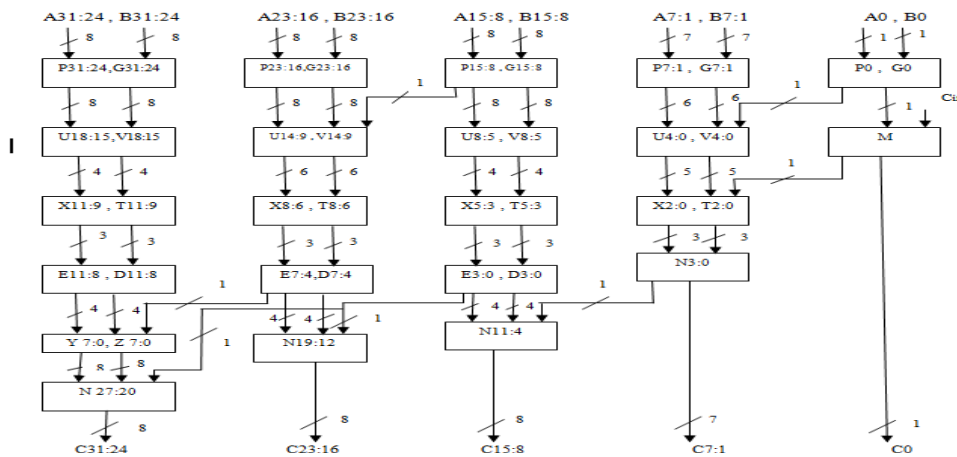 A31:24 , B31:24 A23:16 , B23:16 A15:8 , B15:8 A7:1 , B7:1 A0 , B0
8 8 8 8 8 8 7 7 1 1
P31:24,G31:24 P23:16,G23:16 P15:8 , G15:8 P7:1 , G7:1 P0 , G0
1 1
8 8 8 8 8 8 6 6 1 Ci
U18:15,V18:15 U14:9 , V14:9 U8:5 , V8:5 U4:0 , V4:0 M
I
1
4 4 6 6 4 4 5 5
X11:9 , T11:9 X8:6 , T8:6 X5:3 , T5:3 X2:0 , T2:0
3 3 3 3 3 3 3 3
E11:8 , D11:8 E7:4,D7:4 E3:0 , D3:0 N3:0
1 1
4 4 4 4 1 4 4
Y 7:0, Z 7:0 1 N19:12 N11:4
8 8
N 27:20
8 8 8 7 1
C31:24 C23:16 C15:8 C7:1 C0